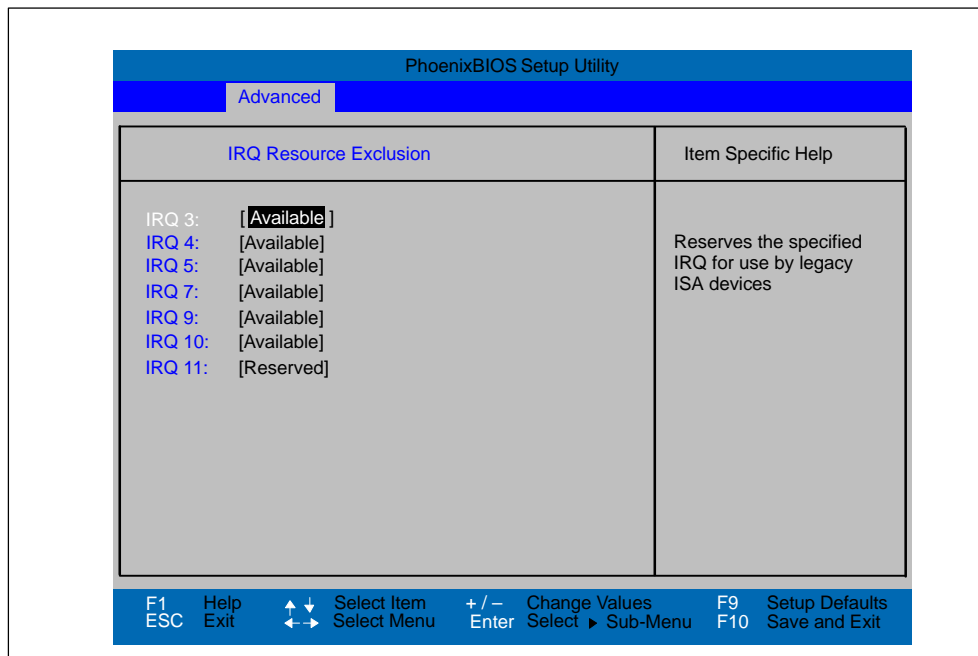 PhoenixBIOS Setup Utility
Advanced
IRQ Resource Exclusion
Item Specific Help
IRQ 3: [Available]
IRQ 4: [Available]
IRQ 5: [Available]
IRQ 7: [Available]
IRQ 9: [Available]
IRQ 10: [Available]
IRQ 11: [Reserved]
Reserves the specified
IRQ for use by legacy
ISA devices
F1 Help Select Item +/– Change Values F9 Setup Defaults
ESC Exit Select Menu Enter Select ▶ Sub-Menu F10 Save and Exit